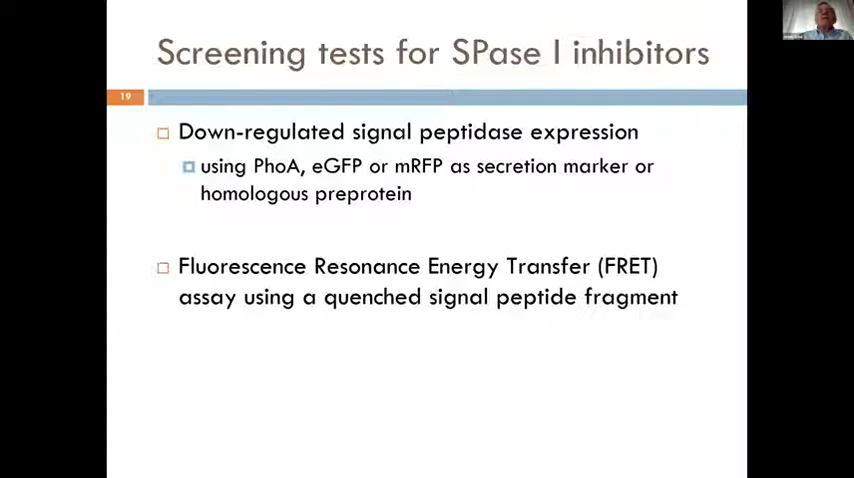 Screening tests for SPase I inhibitors
19
Down-regulated signal peptidase expression
using PhoA, eGFP or mRFP as secretion marker or
homologous preprotein
Fluorescence Resonance Energy Transfer (FRET)
assay using a quenched signal peptide fragment